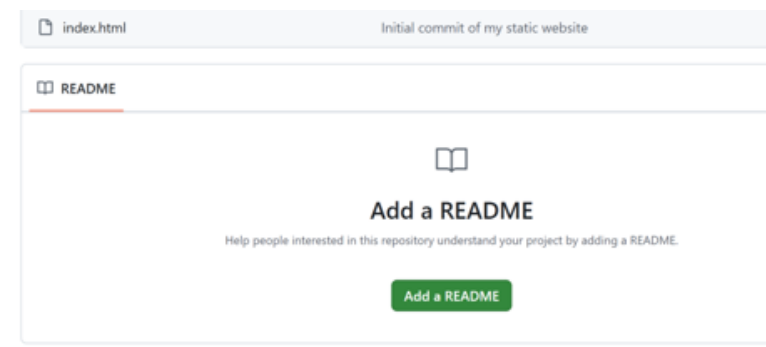 index.html Initial commit of my static website
README
Add a README
Help people interested in this repository understand your project by adding a README.
Add a README